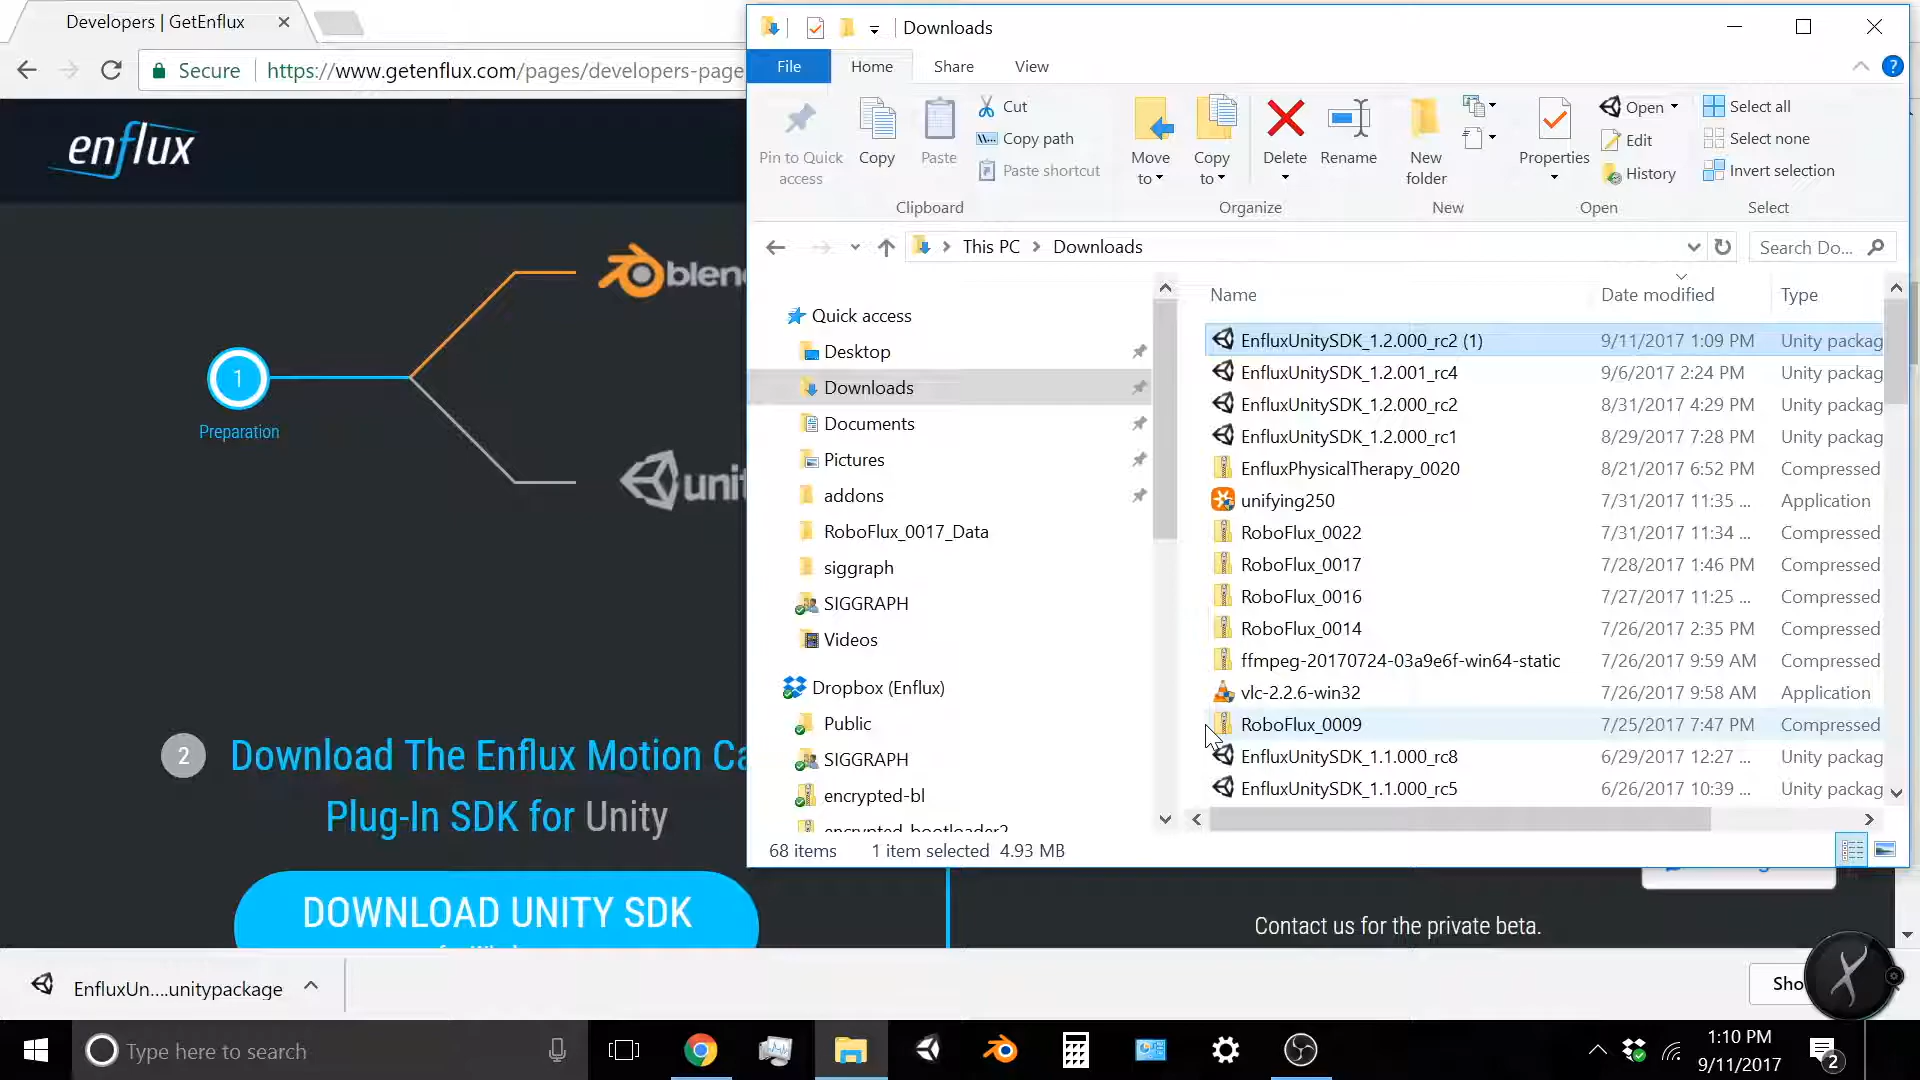 Developers | GetEnflux
Secure
https://www.getenflux.com/pages/developers-page
enflux
1
Preparation
blen
unit
2
Download The Enflux Motion Ca
Plug-In SDK for Unity
DOWNLOAD UNITY SDK
Contact us for the private beta.
EnfluxUn....unitypackage
Sho
Downloads
File
Home
Share
View
Pin to Quick access
Copy
Paste
Cut
Copy path
Paste shortcut
Clipboard
Move to
Copy to
Delete
Rename
Organize
New folder
New
Properties
Open
Edit
History
Open
Select all
Select none
Invert selection
Select
This PC
Downloads
Search Do...
Quick access
Desktop
Downloads
Documents
Pictures
addons
RoboFlux_0017_Data
siggraph
SIGGRAPH
Videos
Dropbox (Enflux)
Public
SIGGRAPH
encrypted-bl
encrypted_bootloader2
Name Date modified Type
EnfluxUnitySDK_1.2.000_rc2 (1) 9/11/2017 1:09 PM Unity packag
EnfluxUnitySDK_1.2.001_rc4 9/6/2017 2:24 PM Unity packag
EnfluxUnitySDK_1.2.000_rc2 8/31/2017 4:29 PM Unity packag
EnfluxUnitySDK_1.2.000_rc1 8/29/2017 7:28 PM Unity packag
EnfluxPhysicalTherapy_0020 8/21/2017 6:52 PM Compressed
unifying250 7/31/2017 11:35 ... Application
RoboFlux_0022 7/31/2017 11:34 ... Compressed
RoboFlux_0017 7/28/2017 1:46 PM Compressed
RoboFlux_0016 7/27/2017 11:25 ... Compressed
RoboFlux_0014 7/26/2017 2:35 PM Compressed
ffmpeg-20170724-03a9e6f-win64-static 7/26/2017 9:59 AM Compressed
vlc-2.2.6-win32 7/26/2017 9:58 AM Application
RoboFlux_0009 7/25/2017 7:47 PM Compressed
EnfluxUnitySDK_1.1.000_rc8 6/29/2017 12:27 ... Unity packag
EnfluxUnitySDK_1.1.000_rc5 6/26/2017 10:39 ... Unity packag
68 items 1 item selected 4.93 MB
Type here to search
1:10 PM
9/11/2017
2